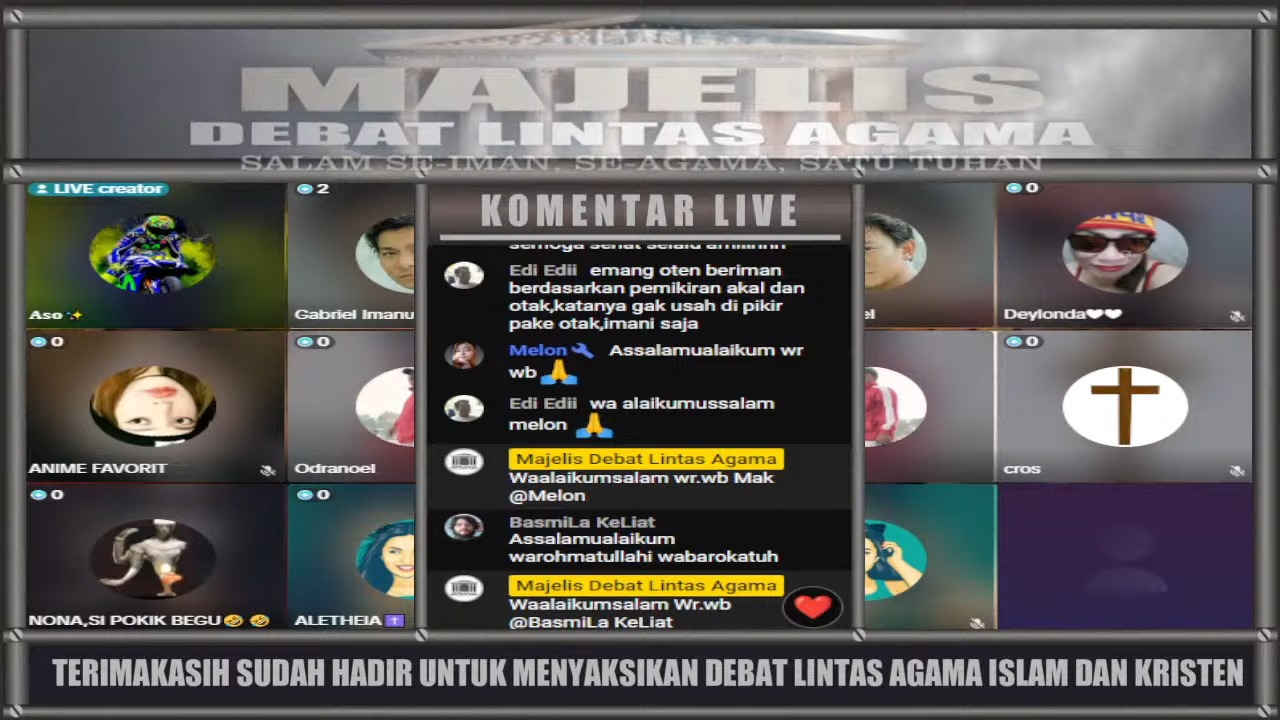 MAJELIS
DEBAT LINTAS AGAMA
SALAM SE-IMAN, SE-AGAMA, SATU TUHAN
LIVE creator
Aso
2
Gabriel Imanu
el
0
Deylonda
0
ANIME FAVORIT
0
Odranoel
0
cros
0
NONA,SI POKIK BEGU
0
ALETHEIA
KOMENTAR LIVE
semoga sehat selalu
Edi Edii emang oten beriman
berdasarkan pemikiran akal dan
otak,katanya gak usah di pikir
pake otak,imani saja
Melon Assalamualaikum wr
wb 🙏
Edi Edii wa alaikumussalam
melon 🙏
Majelis Debat Lintas Agama
Waalaikumsalam wr.wb Mak
@Melon
BasmiLa KeLiat
Assalamualaikum
warohmatullahi wabarokatuh
Majelis Debat Lintas Agama
Waalaikumsalam Wr.wb
@BasmiLa KeLiat
TERIMAKASIH SUDAH HADIR UNTUK MENYAKSIKAN DEBAT LINTAS AGAMA ISLAM DAN KRISTEN